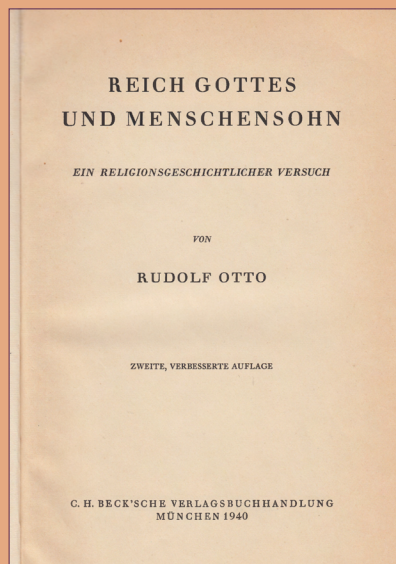 REICH GOTTES
UND MENSCHENSOHN
EIN RELIGIONSGESCHICHTLICHER VERSUCH
VON
RUDOLF OTTO
ZWEITE, VERBESSERTE AUFLAGE
C. H. BECK'SCHE VERLAGSBUCHHANDLUNG
MÜNCHEN 1940